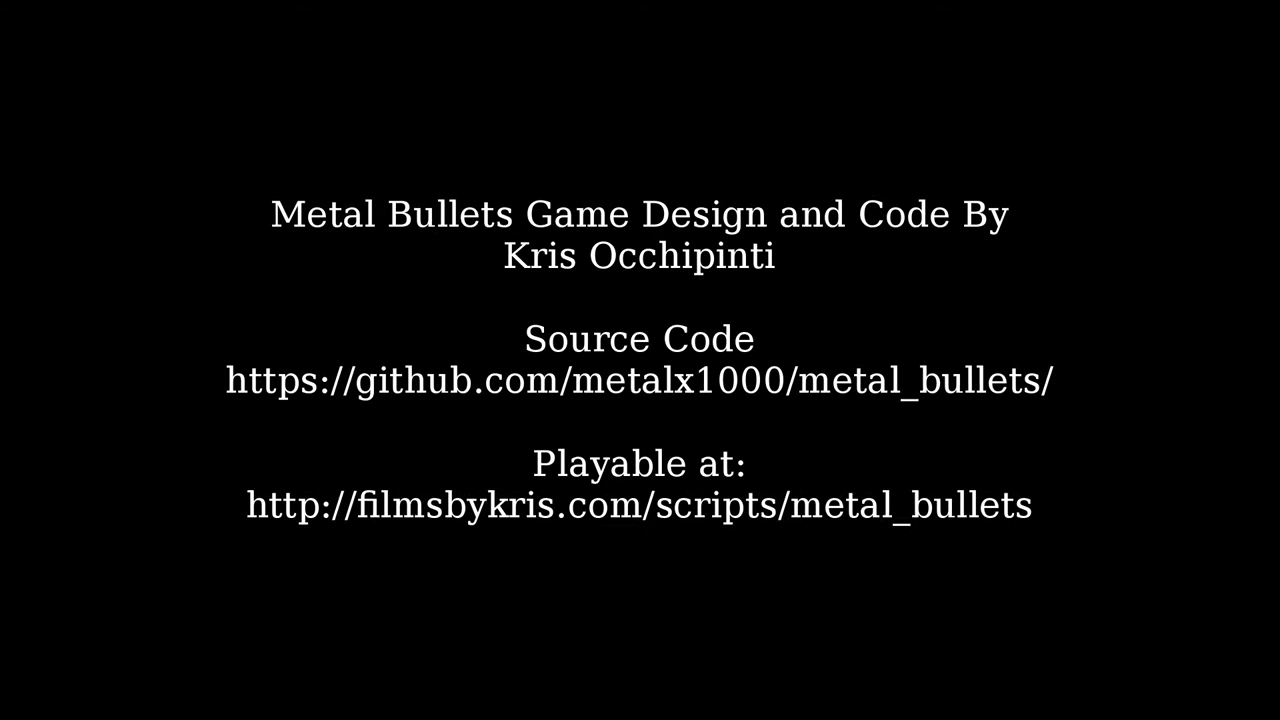 Metal Bullets Game Design and Code By
Kris Occhipinti
Source Code
https://github.com/metalx1000/metal_bullets/
Playable at:
http://filmsbykris.com/scripts/metal_bullets